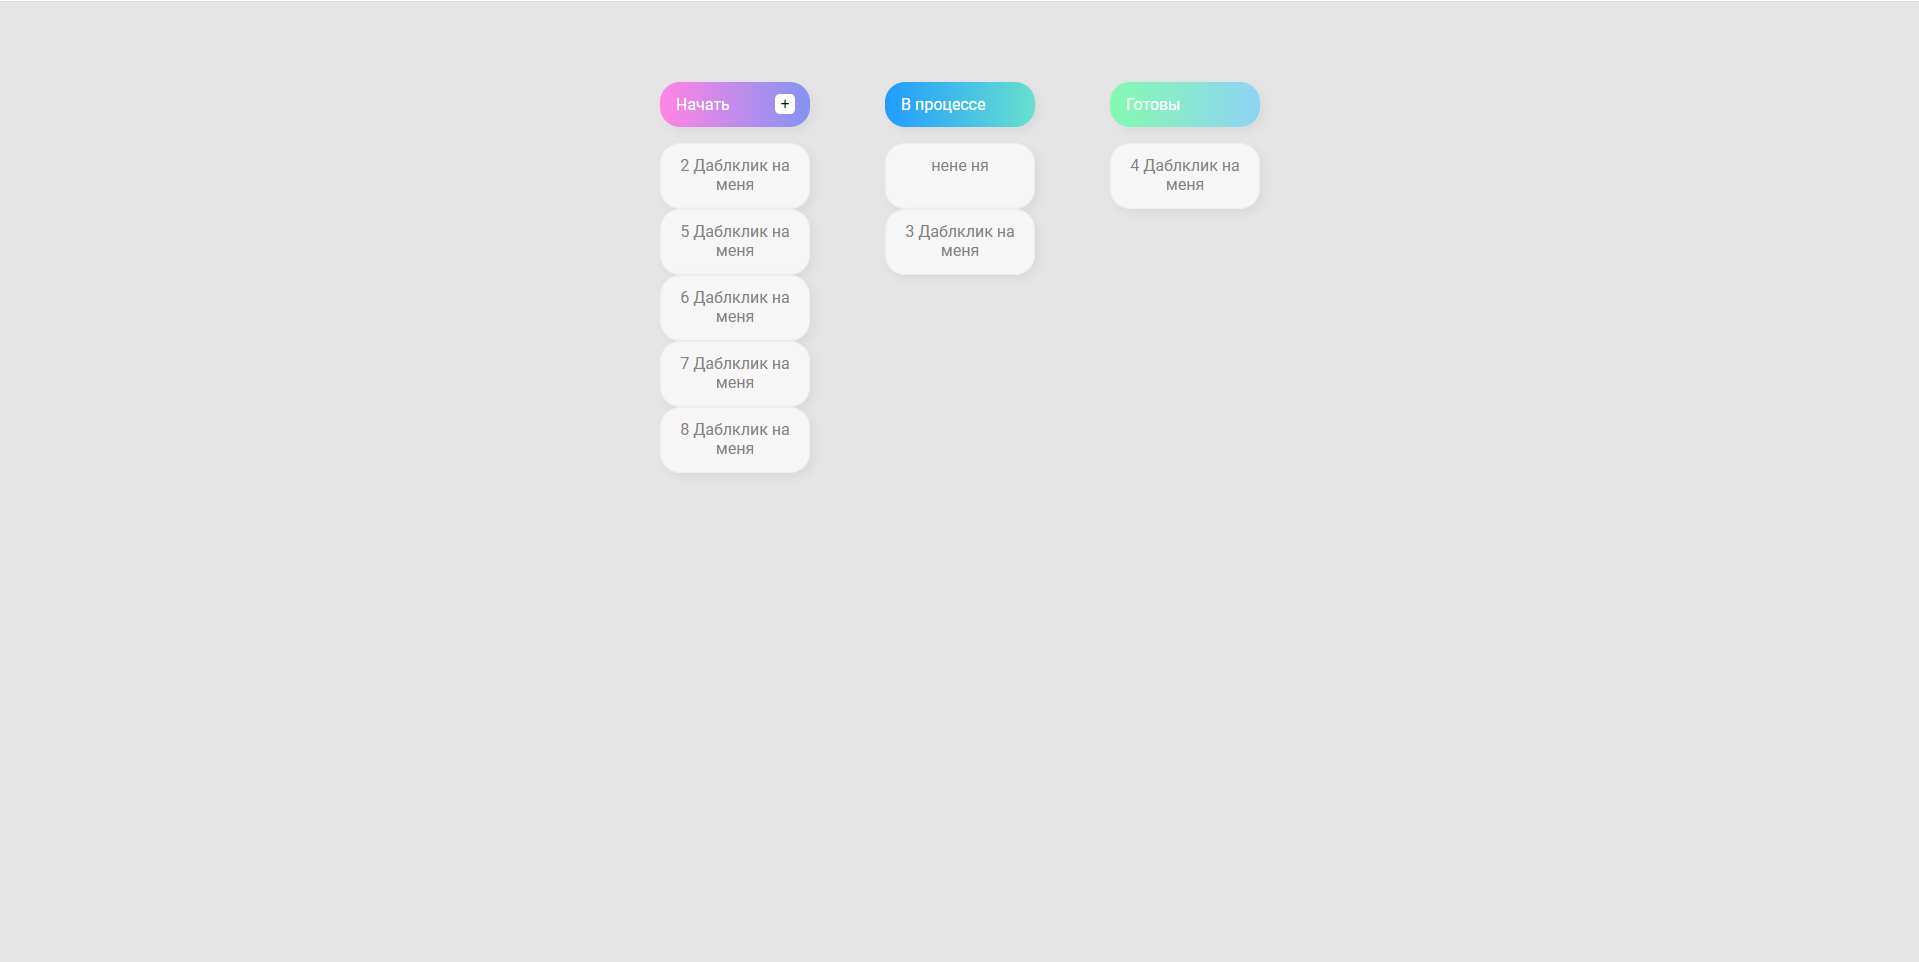 Начать +
2 Даблклик на
меня
5 Даблклик на
меня
6 Даблклик на
меня
7 Даблклик на
меня
8 Даблклик на
меня
В процессе
нене ня
3 Даблклик на
меня
Готовы
4 Даблклик на
меня